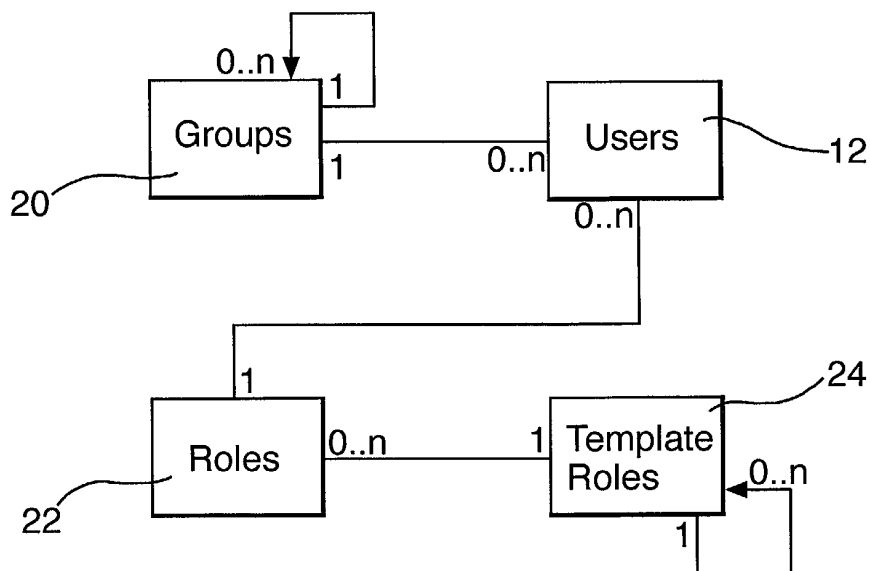 0..n
1
Groups
Users
1
0..n
12
20
0..n
1
24
Roles
0..n
1
Template
Roles
0..n
22
1